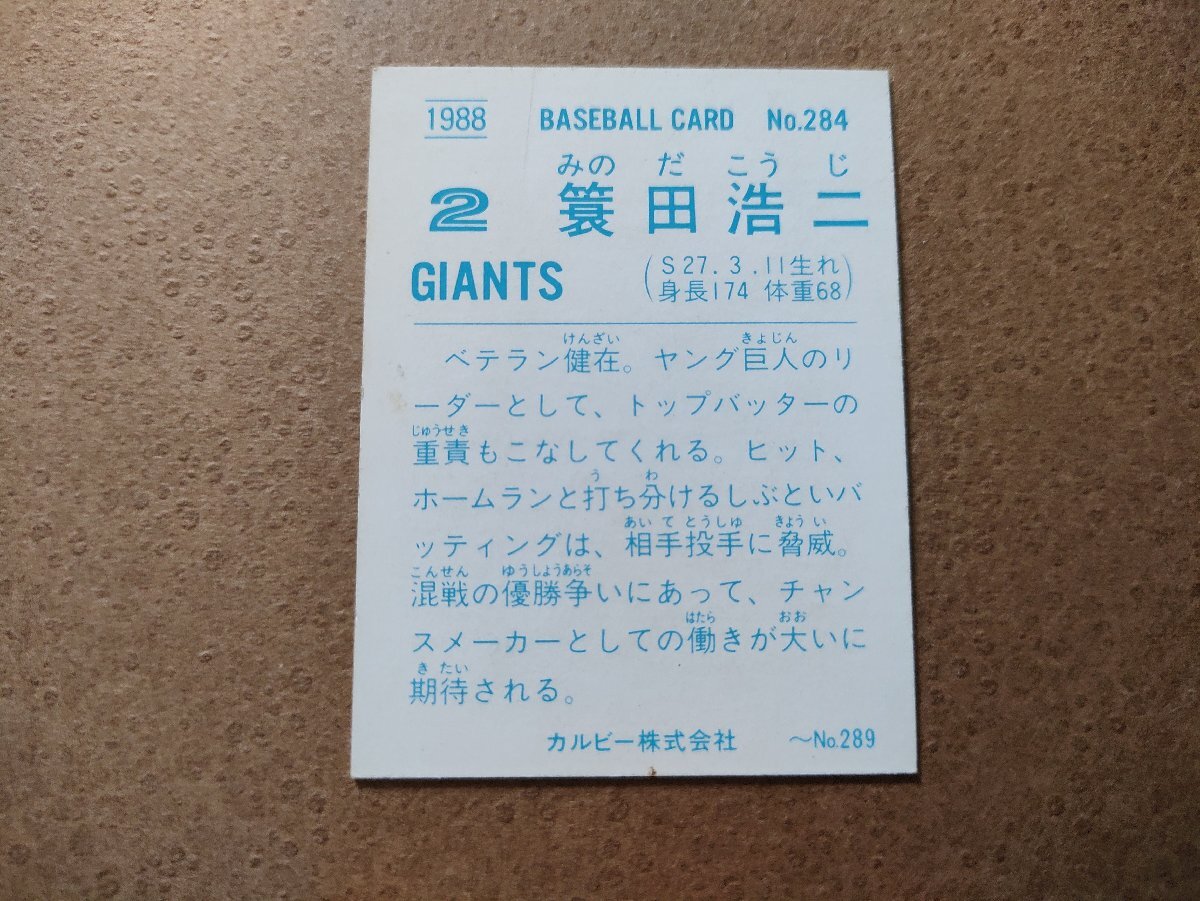 1988 BASEBALL CARD No.284
みの だ こう じ
2 簑田浩二
GIANTS (S27.3.11生れ
身長174 体重68)
けんざい きょじん
ベテラン健在。ヤング巨人のリ
ーダーとして、トップバッターの
じゅうせき
重責もこなしてくれる。ヒット、
う わ
ホームランと打ち分けるしぶといバ
あい て とうしゅ きょう い
ッティングは、相手投手に脅威。
こんせん ゆうしょうあらそ
混戦の優勝争いにあって、チャン
はたら おお
スメーカーとしての働きが大いに
き たい
期待される。
カルビー株式会社 〜No.289